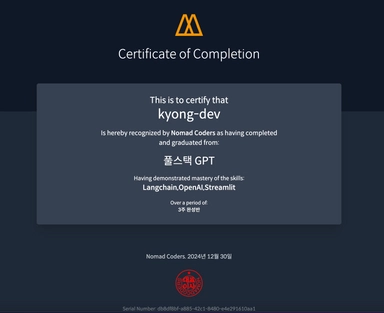 Certificate of Completion
This is to certify that
kyong-dev
Is hereby recognized by Nomad Coders as having completed
and graduated from:
풀스택 GPT
Having demonstrated mastery of the skills:
Langchain,OpenAI,Streamlit
Over a period of:
3주 완성반
Nomad Coders. 2024년 12월 30일
Serial Number: